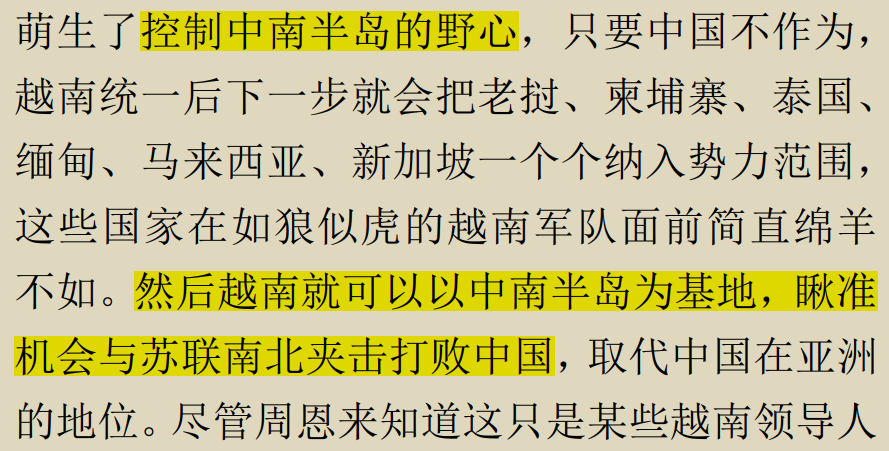 萌生了控制中南半岛的野心，只要中国不作为，
越南统一后下一步就会把老挝、柬埔寨、泰国、
缅甸、马来西亚、新加坡一个个纳入势力范围，
这些国家在如狼似虎的越南军队面前简直绵羊
不如。然后越南就可以以中南半岛为基地，瞅准
机会与苏联南北夹击打败中国，取代中国在亚洲
的地位。尽管周恩来知道这只是某些越南领导人